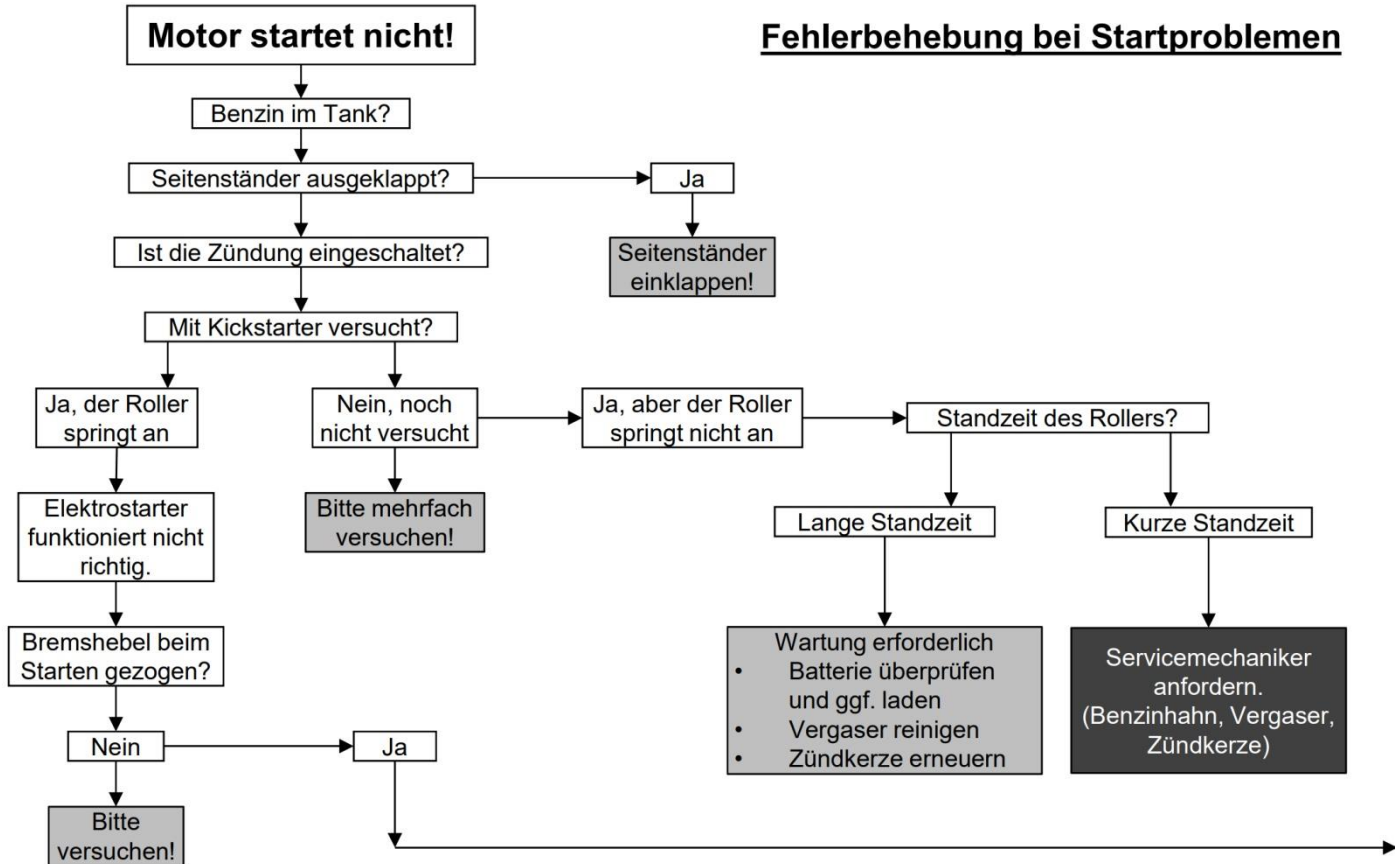 Motor startet nicht!
Fehlerbehebung bei Startproblemen
Benzin im Tank?
Seitenständer ausgeklappt?
Ja
Ist die Zündung eingeschaltet?
Seitenständer
einklappen!
Mit Kickstarter versucht?
Ja, der Roller
springt an
Nein, noch
nicht versucht
Ja, aber der Roller
springt nicht an
Standzeit des Rollers?
Elektrostarter
funktioniert nicht
richtig.
Bitte mehrfach
versuchen!
Lange Standzeit
Kurze Standzeit
Bremshebel beim
Starten gezogen?
Wartung erforderlich
• Batterie überprüfen
und ggf. laden
• Vergaser reinigen
• Zündkerze erneuern
Servicemechaniker
anfordern.
(Benzinhahn, Vergaser,
Zündkerze)
Nein
Ja
Bitte
versuchen!